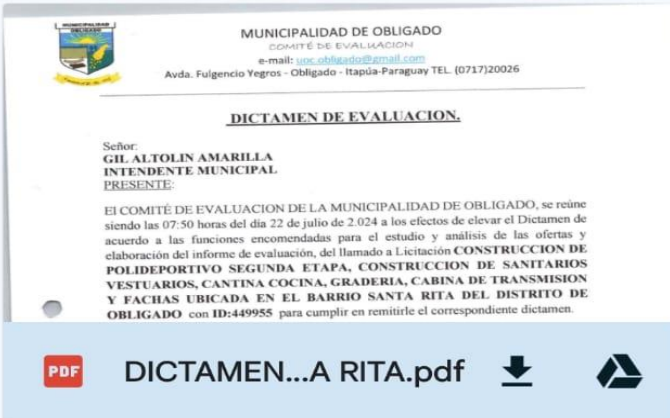 MUNICIPALIDAD
OBLIGADO
MUNICIPALIDAD DE OBLIGADO
COMITÉ DE EVALUACION
e-mail: uoc.obligado@gmail.com
Avda. Fulgencio Yegros - Obligado - Itapúa-Paraguay TEL. (0717)20026
DICTAMEN DE EVALUACION.
Señor:
GIL ALTOLIN AMARILLA
INTENDENTE MUNICIPAL
PRESENTE:
El COMITÉ DE EVALUACION DE LA MUNICIPALIDAD DE OBLIGADO, se reúne
siendo las 07:50 horas del día 22 de julio de 2.024 a los efectos de elevar el Dictamen de
acuerdo a las funciones encomendadas para el estudio y análisis de las ofertas y
elaboración del informe de evaluación, del llamado a Licitación CONSTRUCCION DE
POLIDEPORTIVO SEGUNDA ETAPA, CONSTRUCCION DE SANITARIOS
VESTUARIOS, CANTINA COCINA, GRADERIA, CABINA DE TRANSMISION
Y FACHAS UBICADA EN EL BARRIO SANTA RITA DEL DISTRITO DE
OBLIGADO con ID:449955 para cumplir en remitirle el correspondiente dictamen.
PDF DICTAMEN...A RITA.pdf